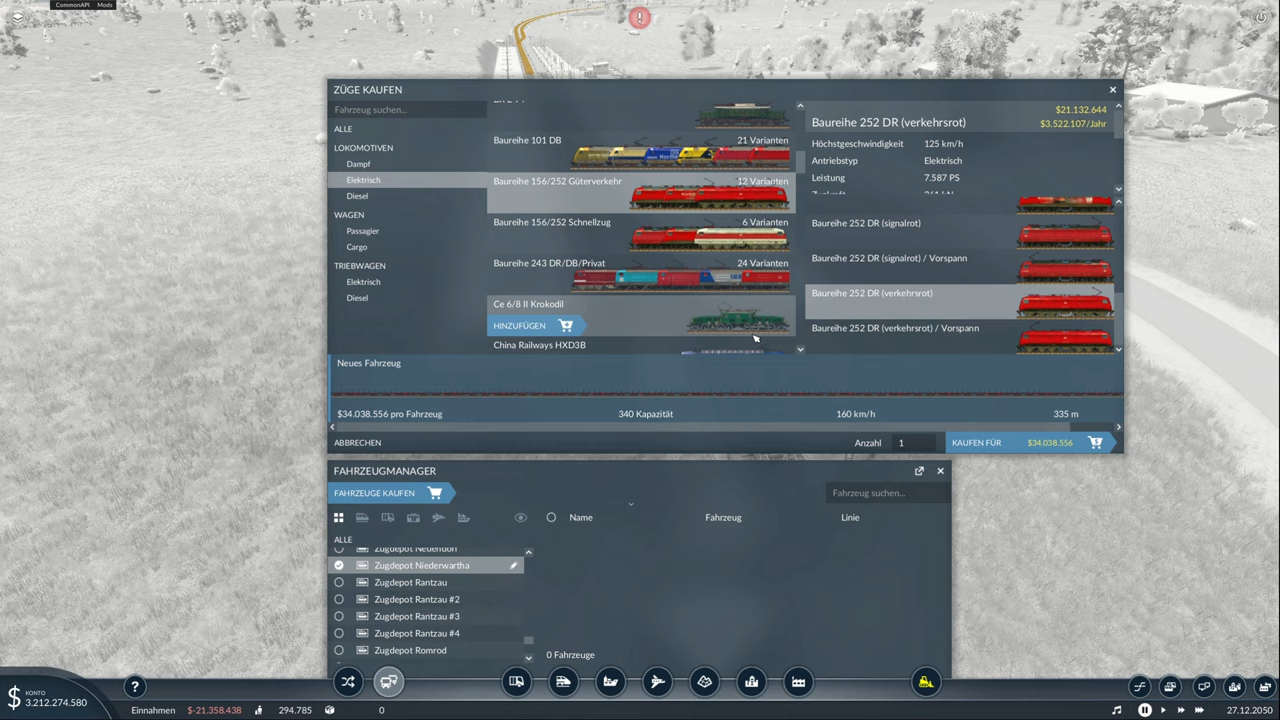 CommonAPI Mods
ZÜGE KAUFEN
Fahrzeug suchen...
ALLE
LOKOMOTIVEN
Dampf
Elektrisch
Diesel
WAGEN
Passagier
Cargo
TRIEBWAGEN
Elektrisch
Diesel
Baureihe 101 DB 21 Varianten
Baureihe 156/252 Güterverkehr 12 Varianten
Baureihe 156/252 Schnellzug 6 Varianten
Baureihe 243 DR/DB/Privat 24 Varianten
Ce 6/8 II Krokodil
HINZUFÜGEN
China Railways HXD3B
$21.132.644
Baureihe 252 DR (verkehrsrot) $3.522.107/Jahr
Höchstgeschwindigkeit 125 km/h
Antriebstyp Elektrisch
Leistung 7.587 PS
Baureihe 252 DR (signalrot)
Baureihe 252 DR (signalrot) / Vorspann
Baureihe 252 DR (verkehrsrot)
Baureihe 252 DR (verkehrsrot) / Vorspann
Neues Fahrzeug
$34.038.556 pro Fahrzeug 340 Kapazität 160 km/h 335 m
ABBRECHEN Anzahl 1 KAUFEN FÜR $34.038.556
FAHRZEUGMANAGER
FAHRZEUGE KAUFEN Fahrzeug suchen...
Name Fahrzeug Linie
ALLE
Zugdepot Neuendorf
Zugdepot Niederwartha
Zugdepot Rantzau
Zugdepot Rantzau #2
Zugdepot Rantzau #3
Zugdepot Rantzau #4
Zugdepot Romrod
0 Fahrzeuge
$ KONTO
3.212.274.580 ?
Einnahmen $-21.358.438 294.785 0 27.12.2050